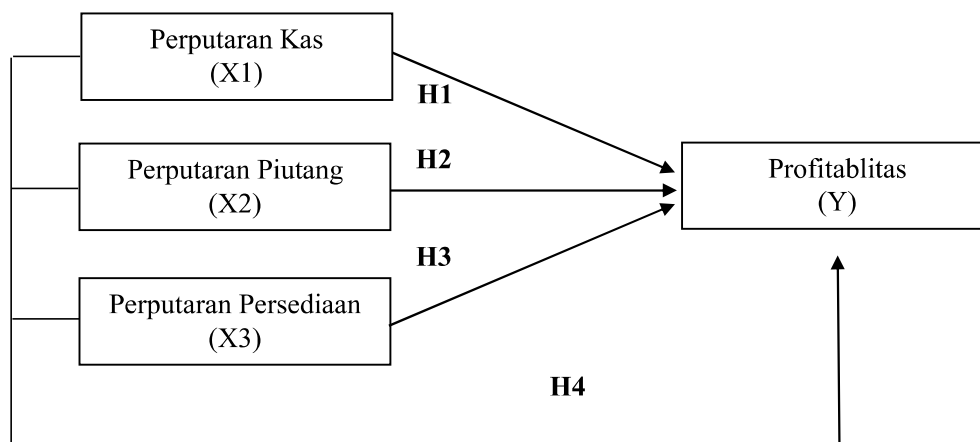 Perputaran Kas
(X1)
H1
Perputaran Piutang
(X2)
H2
Profitablitas
(Y)
H3
Perputaran Persediaan
(X3)
H4